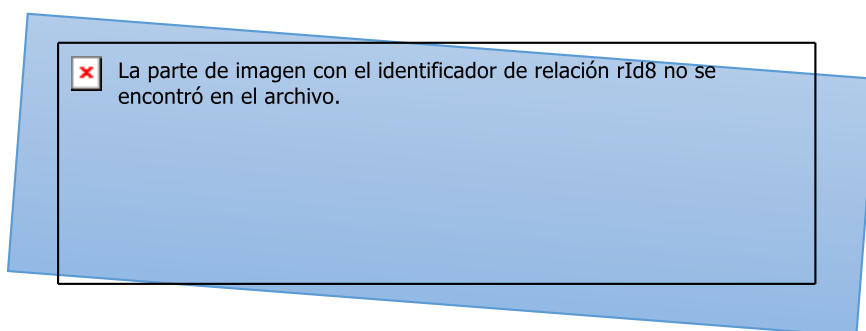 La parte de imagen con el identificador de relación rId8 no se
encontró en el archivo.